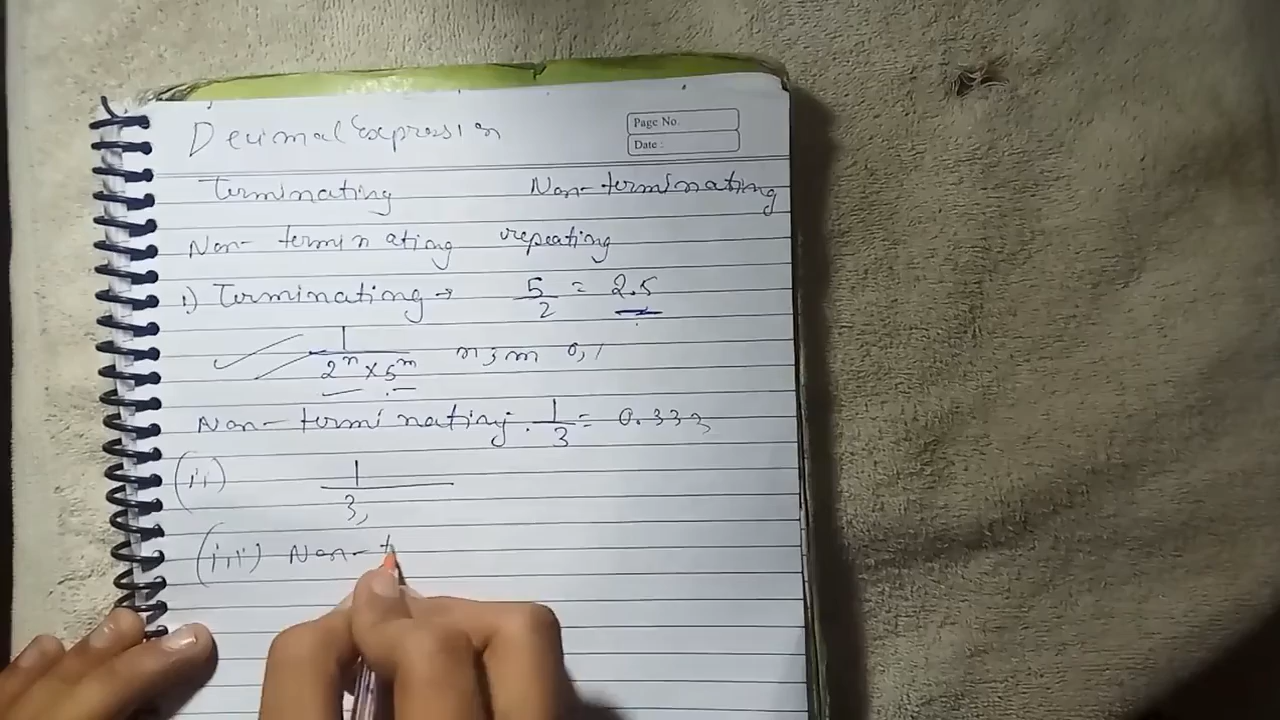 Decimal Expression
Page No.
Date :
Terminating Non-terminating
Non-terminating repeating
i) Terminating → 5/2 = 2.5
1/2^n × 5^m n, m 0, 1
Non-terminating. 1/3 = 0.333
(ii) 1/3,
(iii) Non-t